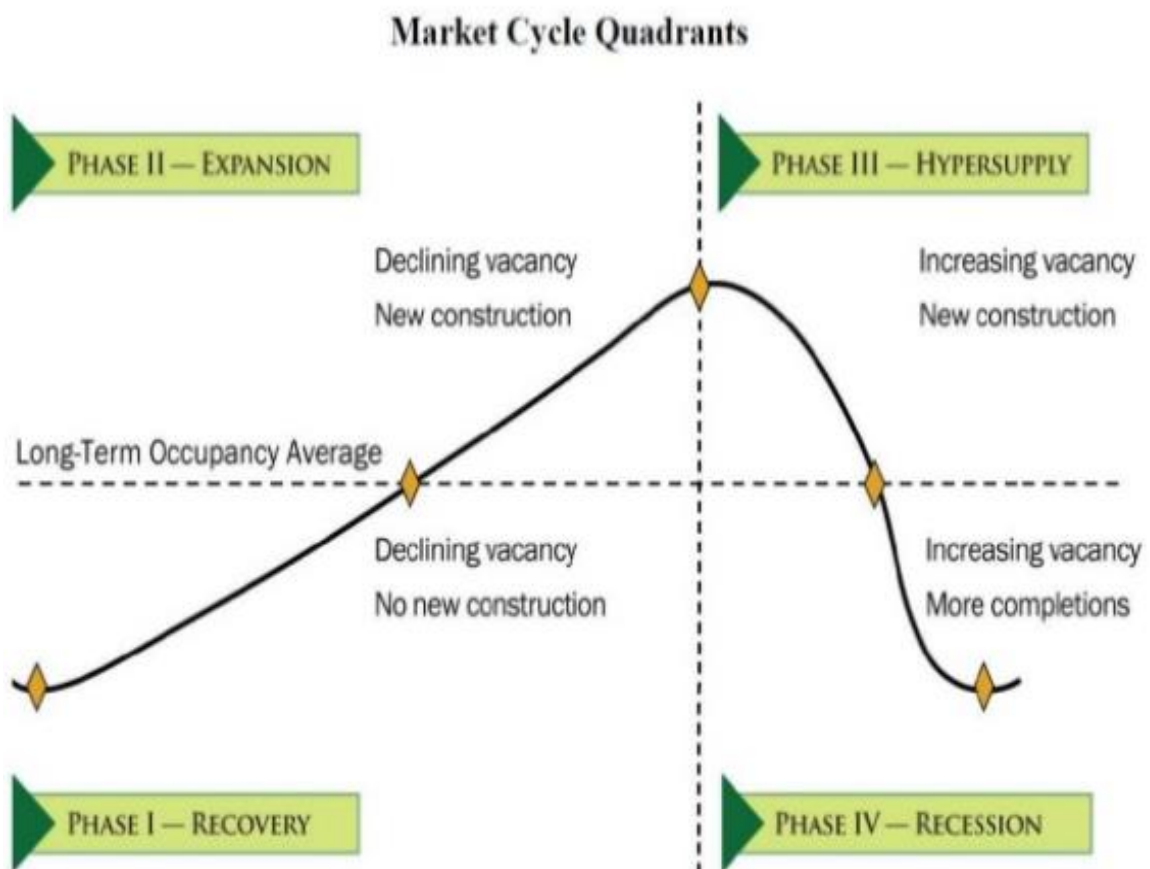 Market Cycle Quadrants
PHASE II — EXPANSION
PHASE III — HYPERSUPPLY
Declining vacancy
New construction
Increasing vacancy
New construction
Long-Term Occupancy Average
Declining vacancy
No new construction
Increasing vacancy
More completions
PHASE I — RECOVERY
PHASE IV — RECESSION